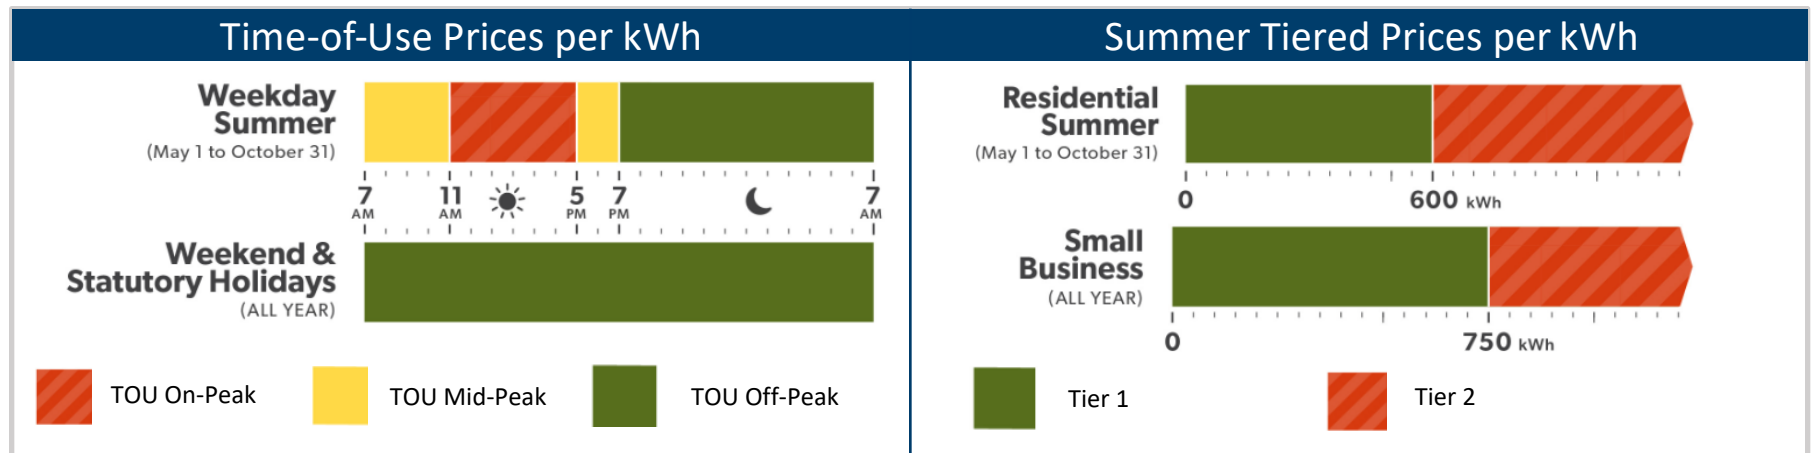 Time-of-Use Prices per kWh
Weekday
Summer
(May 1 to October 31)
7 AM 11 AM 5 PM 7 PM 7 AM
Weekend &
Statutory Holidays
(ALL YEAR)
TOU On-Peak TOU Mid-Peak TOU Off-Peak
Summer Tiered Prices per kWh
Residential
Summer
(May 1 to October 31)
0 600 kWh
Small
Business
(ALL YEAR)
0 750 kWh
Tier 1 Tier 2